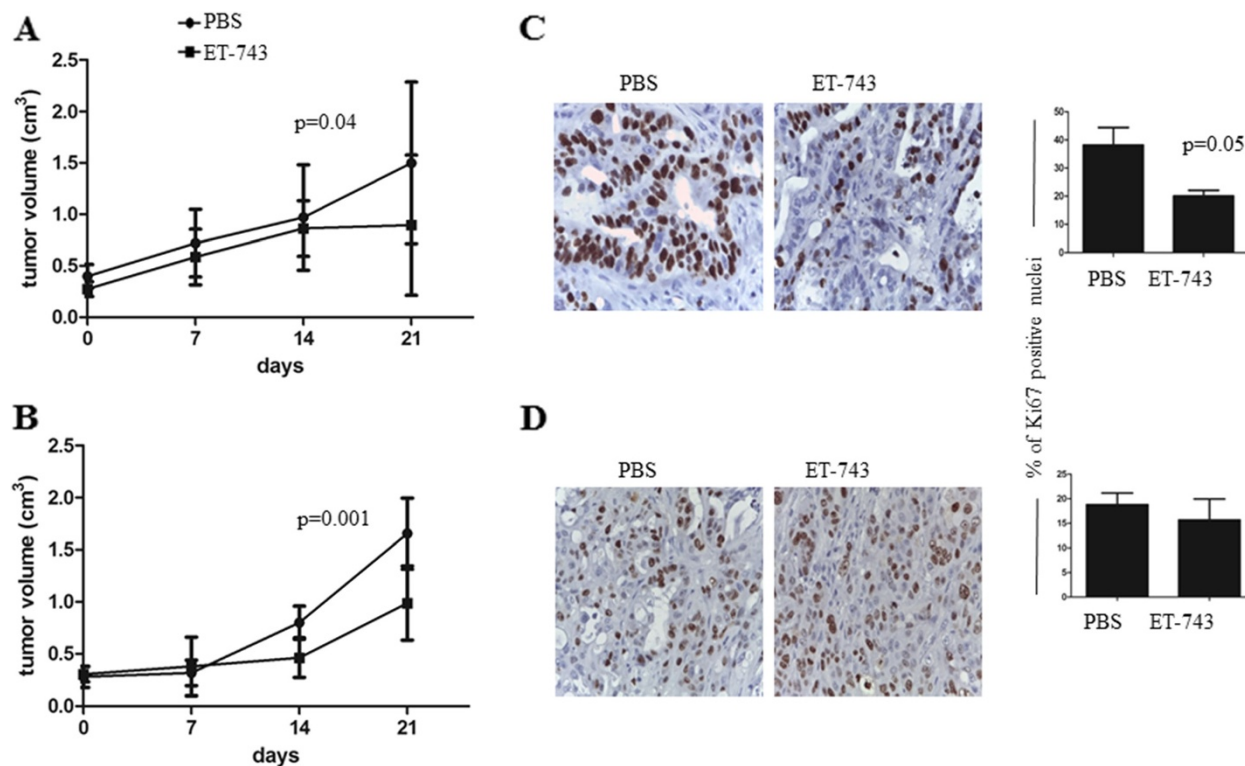 A
PBS
ET-743
2.5
2.0
1.5
1.0
0.5
0.0
tumor volume (cm³)
p=0.04
0 7 14 21
days
B
2.5
2.0
1.5
1.0
0.5
0.0
tumor volume (cm³)
p=0.001
0 7 14 21
days
C
PBS ET-743
50
40
30
20
10
0
p=0.05
PBS ET-743
% of Ki67 positive nuclei
D
PBS ET-743
25
20
15
10
5
0
PBS ET-743